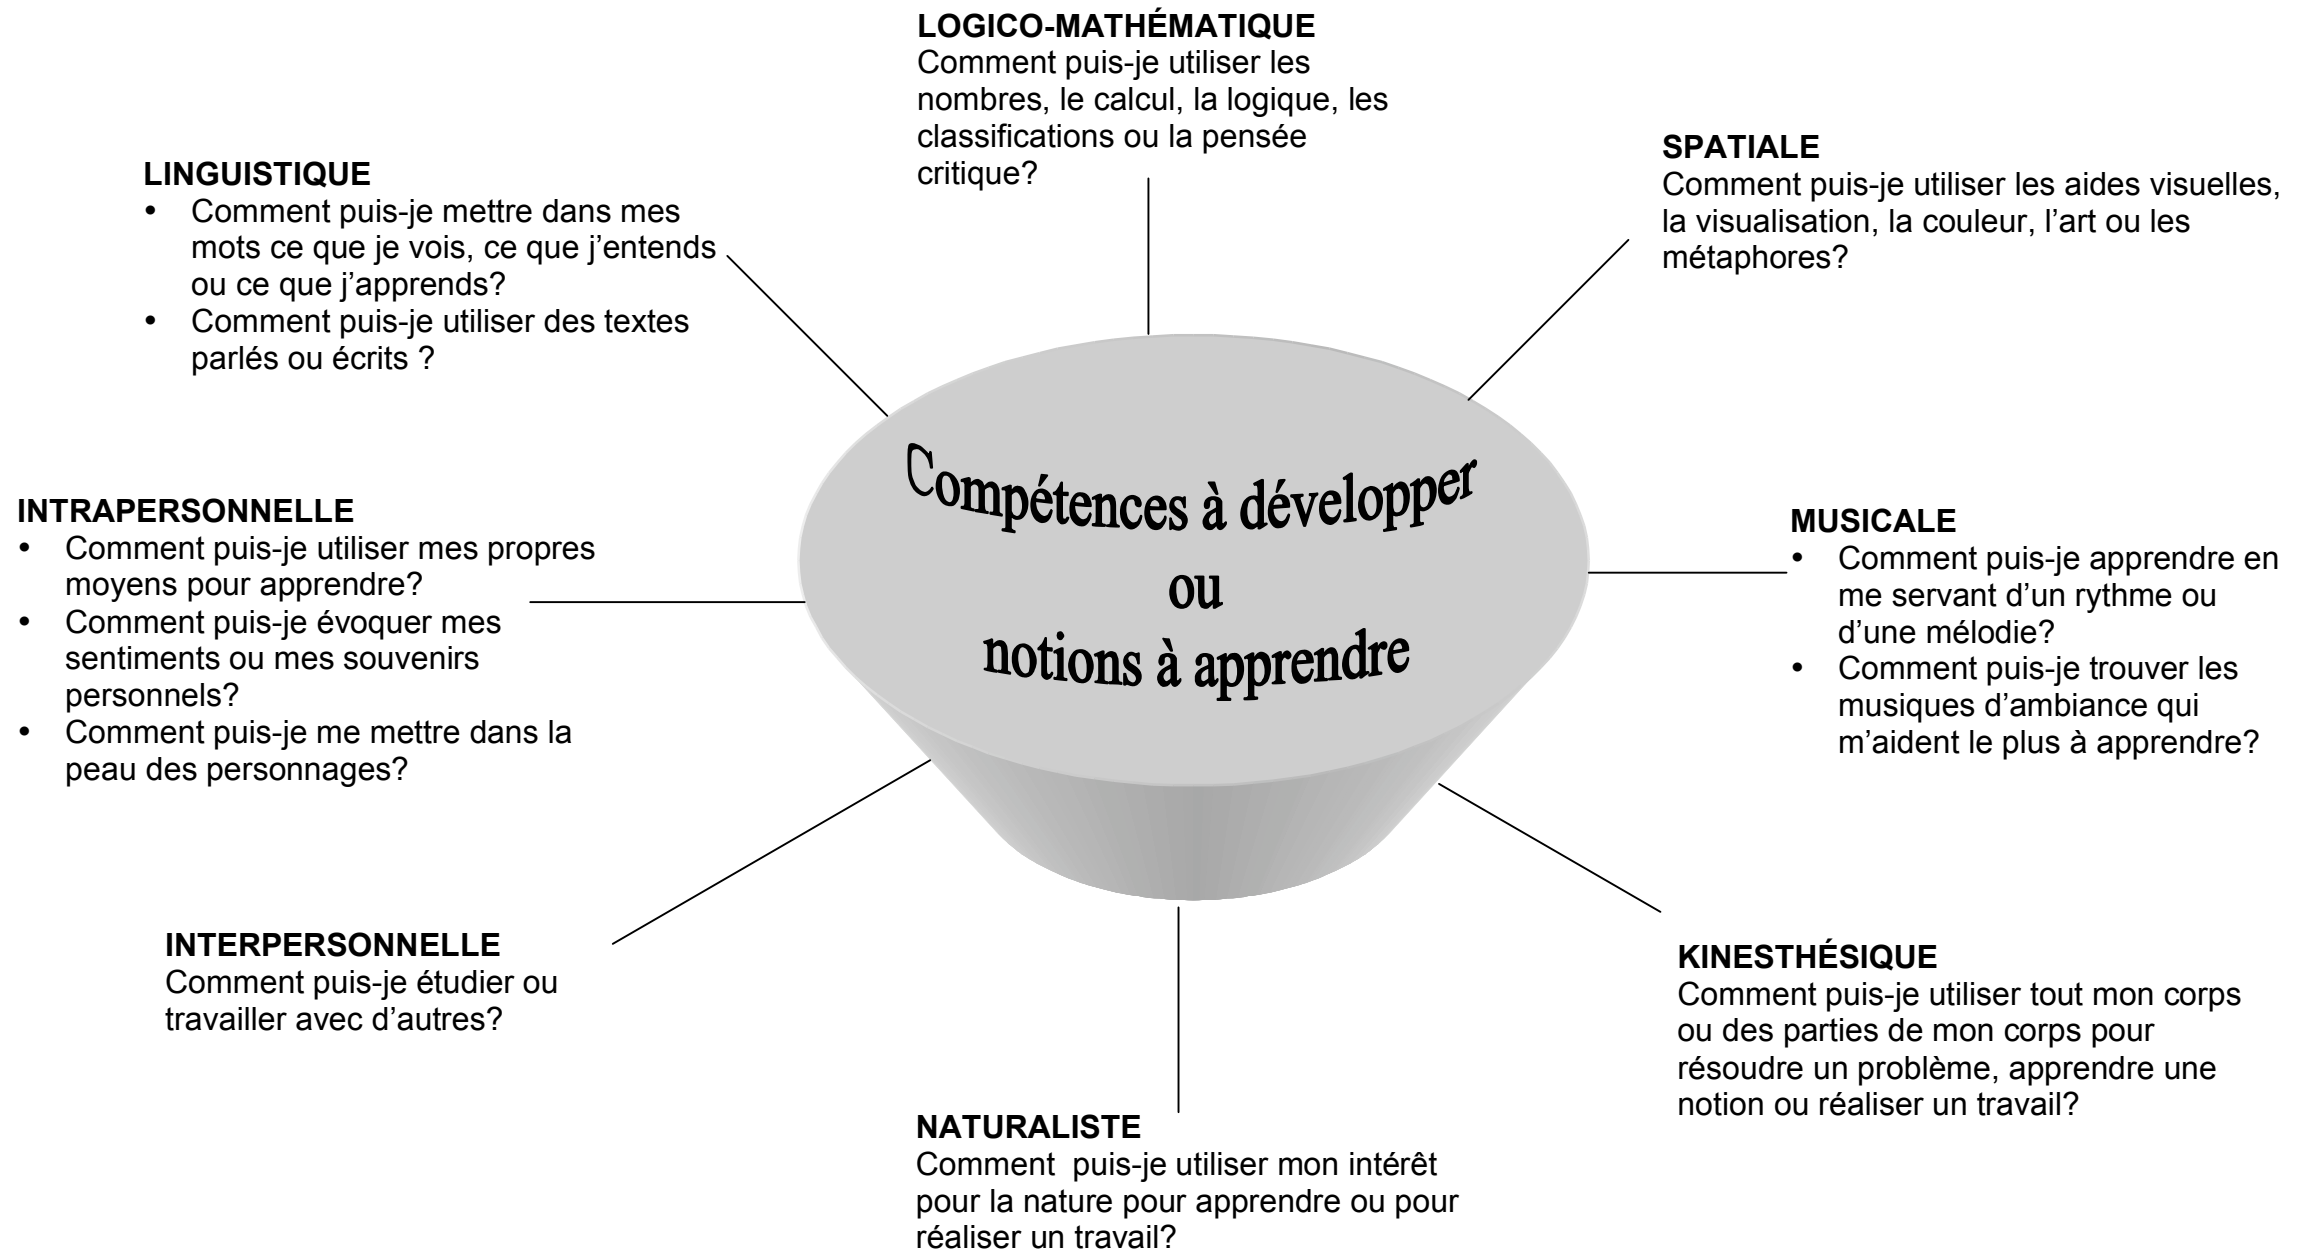 LOGICO-MATHÉMATIQUE
Comment puis-je utiliser les
nombres, le calcul, la logique, les
classifications ou la pensée
critique?
SPATIALE
Comment puis-je utiliser les aides visuelles,
la visualisation, la couleur, l’art ou les
métaphores?
LINGUISTIQUE
• Comment puis-je mettre dans mes
mots ce que je vois, ce que j’entends
ou ce que j’apprends?
• Comment puis-je utiliser des textes
parlés ou écrits ?
Compétences à développer
ou
notions à apprendre
INTRAPERSONNELLE
• Comment puis-je utiliser mes propres
moyens pour apprendre?
• Comment puis-je évoquer mes
sentiments ou mes souvenirs
personnels?
• Comment puis-je me mettre dans la
peau des personnages?
MUSICALE
• Comment puis-je apprendre en
me servant d’un rythme ou
d’une mélodie?
• Comment puis-je trouver les
musiques d’ambiance qui
m’aident le plus à apprendre?
INTERPERSONNELLE
Comment puis-je étudier ou
travailler avec d’autres?
KINESTHÉSIQUE
Comment puis-je utiliser tout mon corps
ou des parties de mon corps pour
résoudre un problème, apprendre une
notion ou réaliser un travail?
NATURALISTE
Comment  puis-je utiliser mon intérêt
pour la nature pour apprendre ou pour
réaliser un travail?